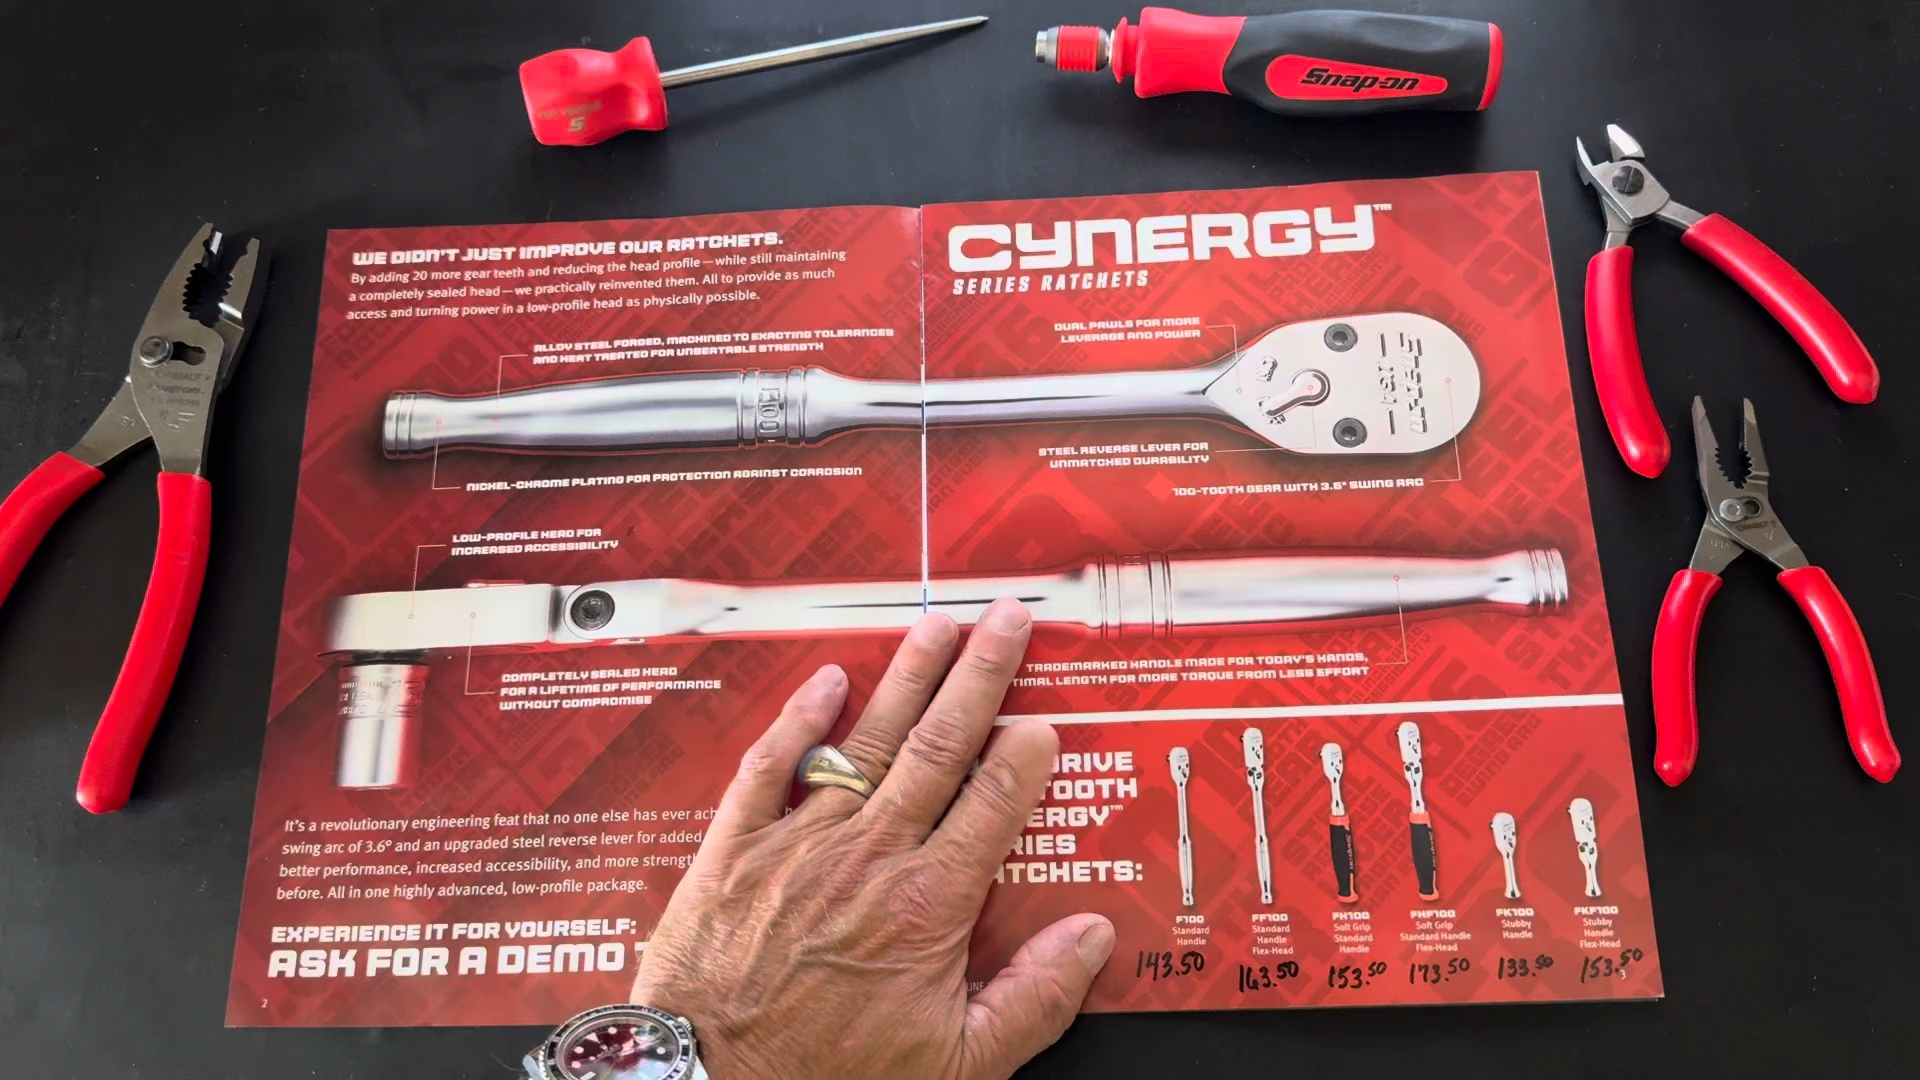 Snap-on
WE DIDN'T JUST IMPROVE OUR RATCHETS.
By adding 20 more gear teeth and reducing the head profile—while still maintaining
a completely sealed head—we practically reinvented them. All to provide as much
access and turning power in a low-profile head as physically possible.
ALLOY STEEL FORGED, MACHINED TO EXACTING TOLERANCES
AND HEAT TREATED FOR UNBEATABLE STRENGTH
NICKEL-CHROME PLATING FOR PROTECTION AGAINST CORROSION
LOW-PROFILE HEAD FOR
INCREASED ACCESSIBILITY
COMPLETELY SEALED HEAD
FOR A LIFETIME OF PERFORMANCE
WITHOUT COMPROMISE
It's a revolutionary engineering feat that no one else has ever
swing arc of 3.6° and an upgraded steel reverse lever for added
better performance, increased accessibility, and more
before. All in one highly advanced, low-profile package.
EXPERIENCE IT FOR YOURSELF:
ASK FOR A DEMO
2
CYNERGY™
SERIES RATCHETS
DUAL PAWLS FOR MORE
LEVERAGE AND POWER
Snap-on
USA
STEEL REVERSE LEVER FOR
UNMATCHED DURABILITY
100-TOOTH GEAR WITH 3.6° SWING ARC
TRADEMARKED HANDLE MADE FOR TODAY'S HANDS,
TIMAL LENGTH FOR MORE TORQUE FROM LESS EFFORT
DRIVE
TOOTH
ERGY™
RIES
ATCHETS:
F100
Standard
Handle
143.50
FF100
Standard
Handle
Flex-Head
163.50
FH100
Soft Grip
Standard
Handle
153.50
FHF100
Soft Grip
Standard Handle
Flex-Head
173.50
FK100
Stubby
Handle
133.50
FKF100
Stubby
Handle
Flex-Head
153.50
3